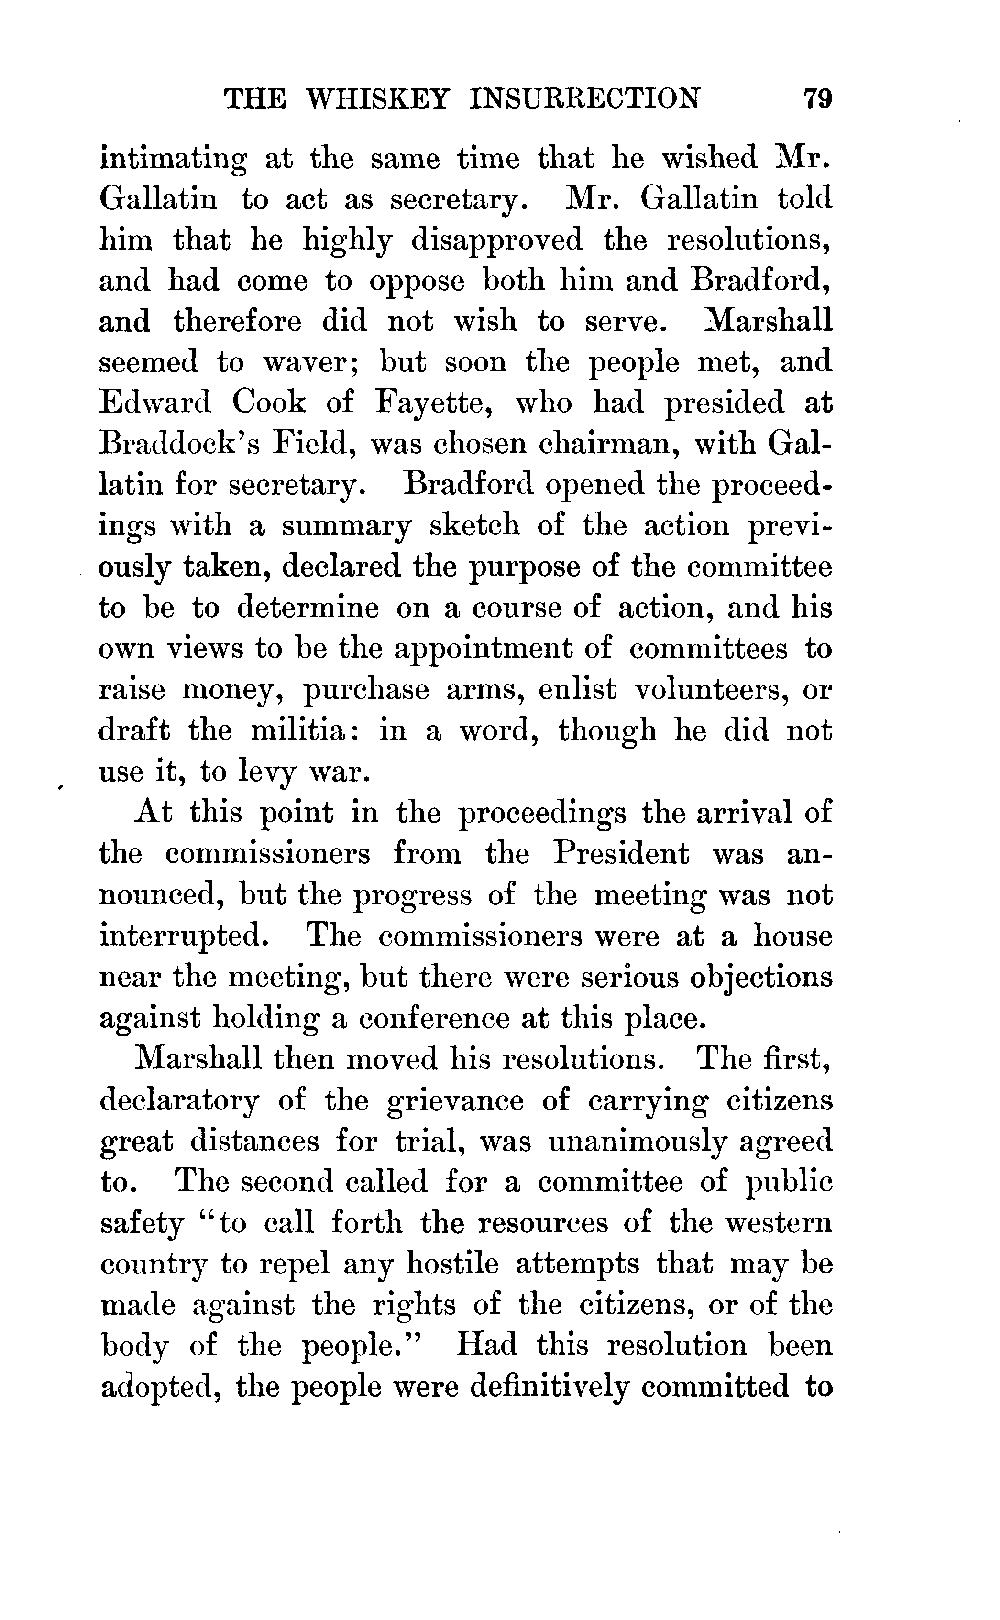 THE WHISKEY INSURRECTION 79
intimating at the same time that he wished Mr.
Gallatin to act as secretary. Mr. Gallatin told
him that he highly disapproved the resolutions,
and had come to oppose both him and Bradford,
and therefore did not wish to serve. Marshall
seemed to waver; but soon the people met, and
Edward Cook of Fayette, who had presided at
Braddock's Field, was chosen chairman, with Gal-
latin for secretary. Bradford opened the proceed-
ings with a summary sketch of the action previ-
ously taken, declared the purpose of the committee
to be to determine on a course of action, and his
own views to be the appointment of committees to
raise money, purchase arms, enlist volunteers, or
draft the militia: in a word, though he did not
use it, to levy war.
At this point in the proceedings the arrival of
the commissioners from the President was an-
nounced, but the progress of the meeting was not
interrupted. The commissioners were at a house
near the meeting, but there were serious objections
against holding a conference at this place.
Marshall then moved his resolutions. The first,
declaratory of the grievance of carrying citizens
great distances for trial, was unanimously agreed
to. The second called for a committee of public
safety "to call forth the resources of the western
country to repel any hostile attempts that may be
made against the rights of the citizens, or of the
body of the people." Had this resolution been
adopted, the people were definitively committed to